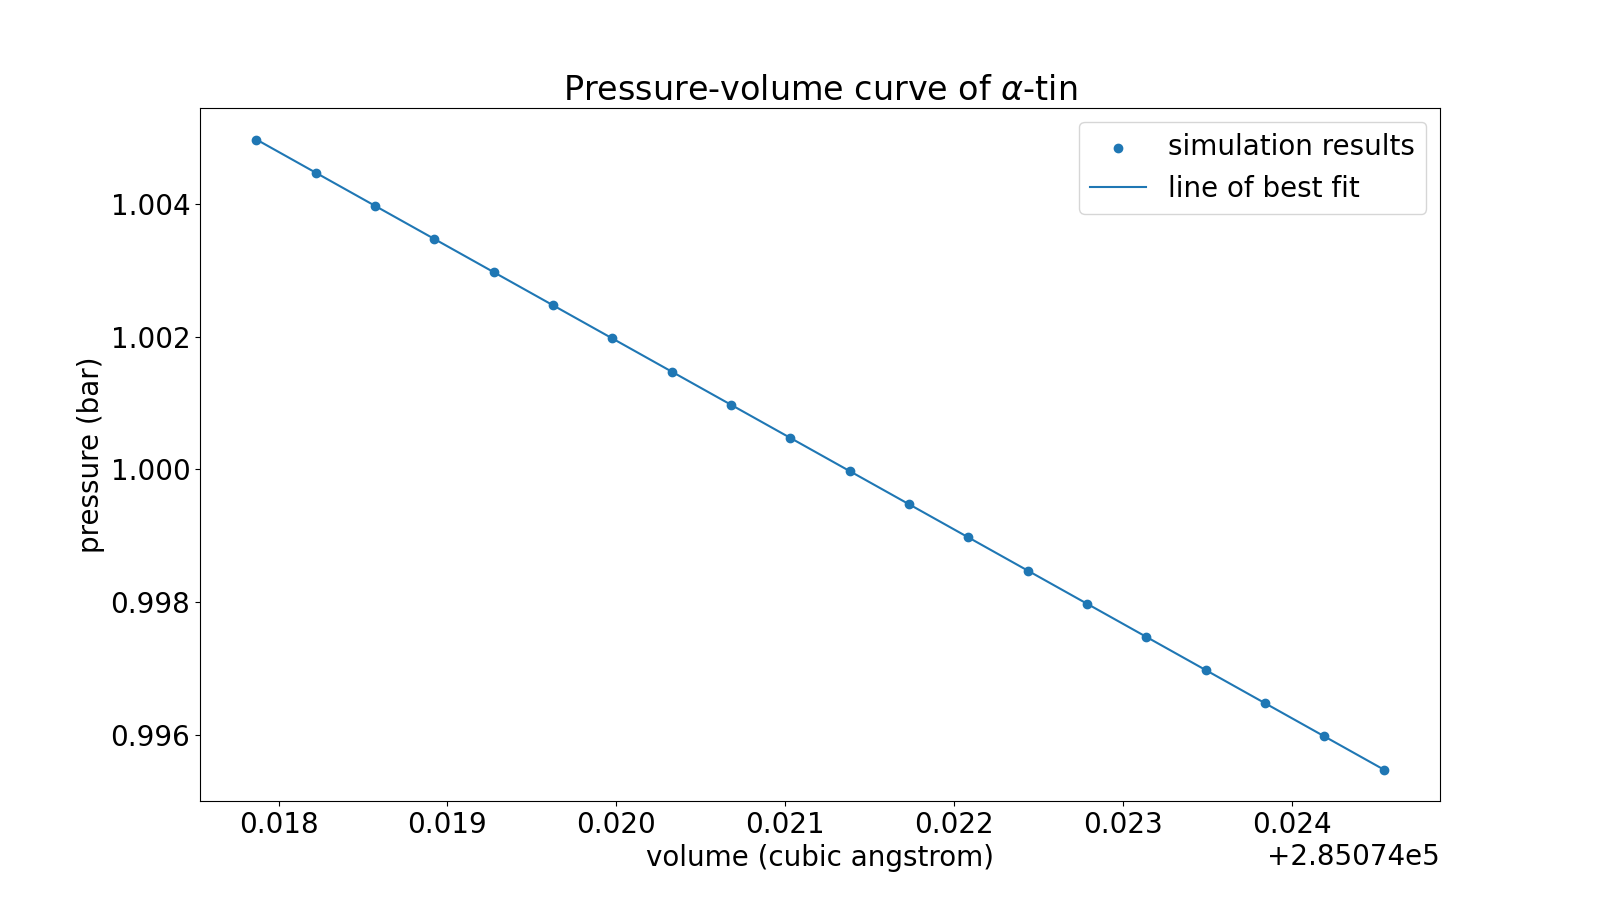 Pressure-volume curve of α-tin
simulation results
line of best fit
1.004
1.002
1.000
0.998
0.996
pressure (bar)
0.018 0.019 0.020 0.021 0.022 0.023 0.024
volume (cubic angstrom)
+2.85074e5